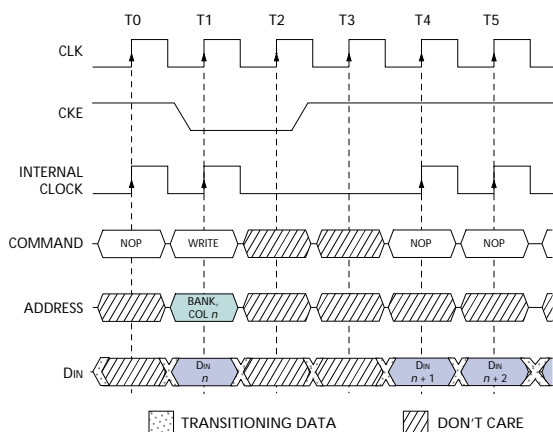 T0 T1 T2 T3 T4 T5
CLK
CKE
INTERNAL
CLOCK
COMMAND NOP WRITE NOP NOP
ADDRESS BANK,
COL n
DIN DIN
n DIN
n + 1 DIN
n + 2
TRANSITIONING DATA DON'T CARE